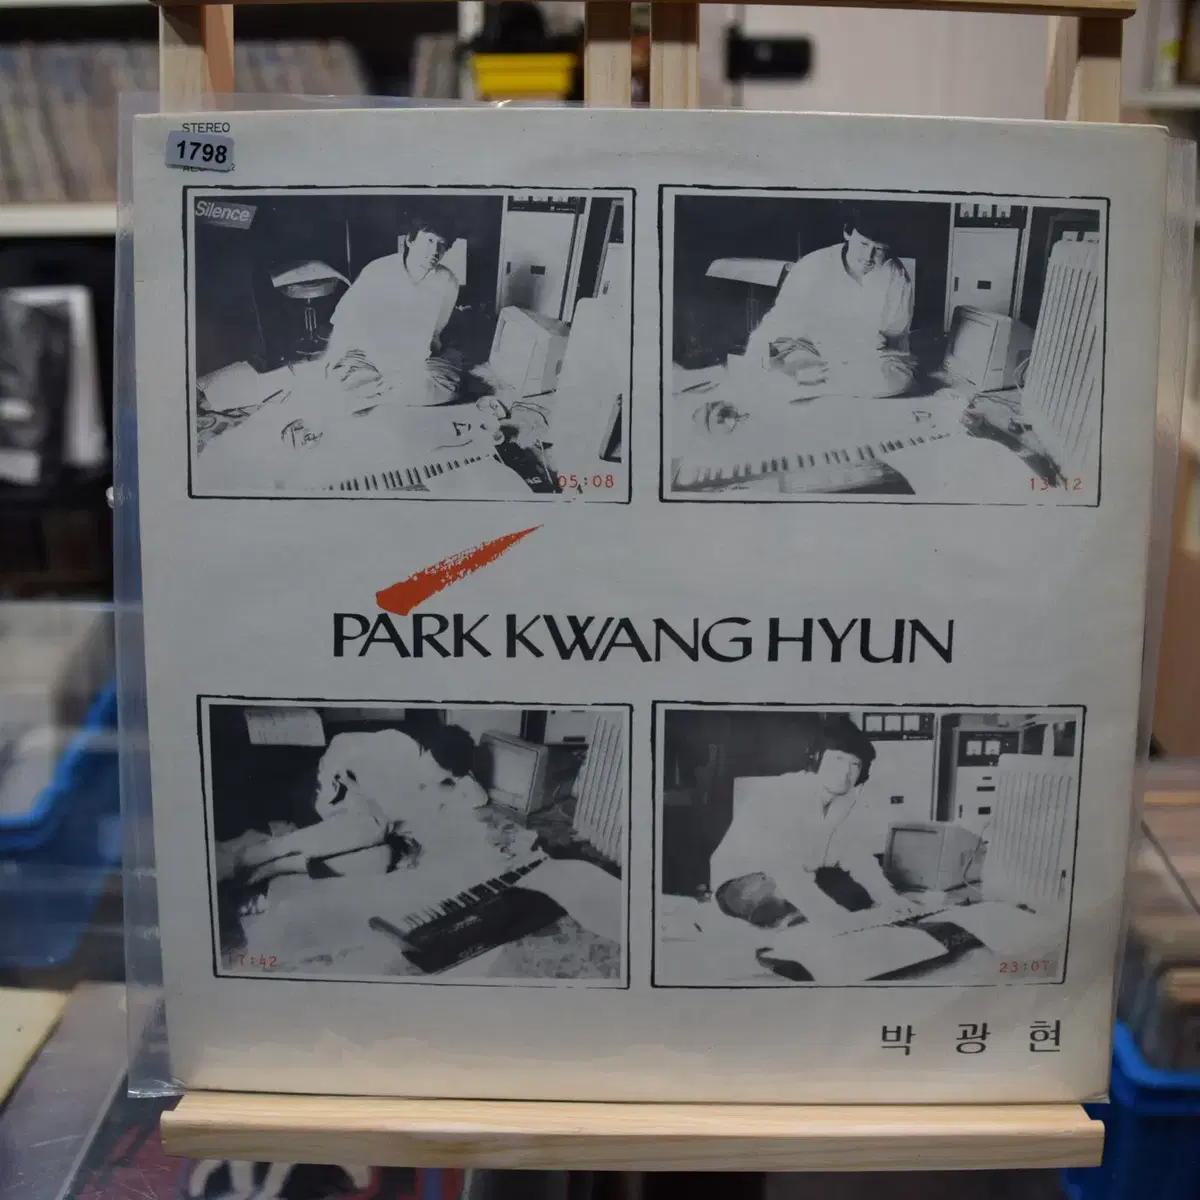 STEREO
1798
Silence
05:08
13:12
PARK KWANG HYUN
17:42
23:07
박 광 현